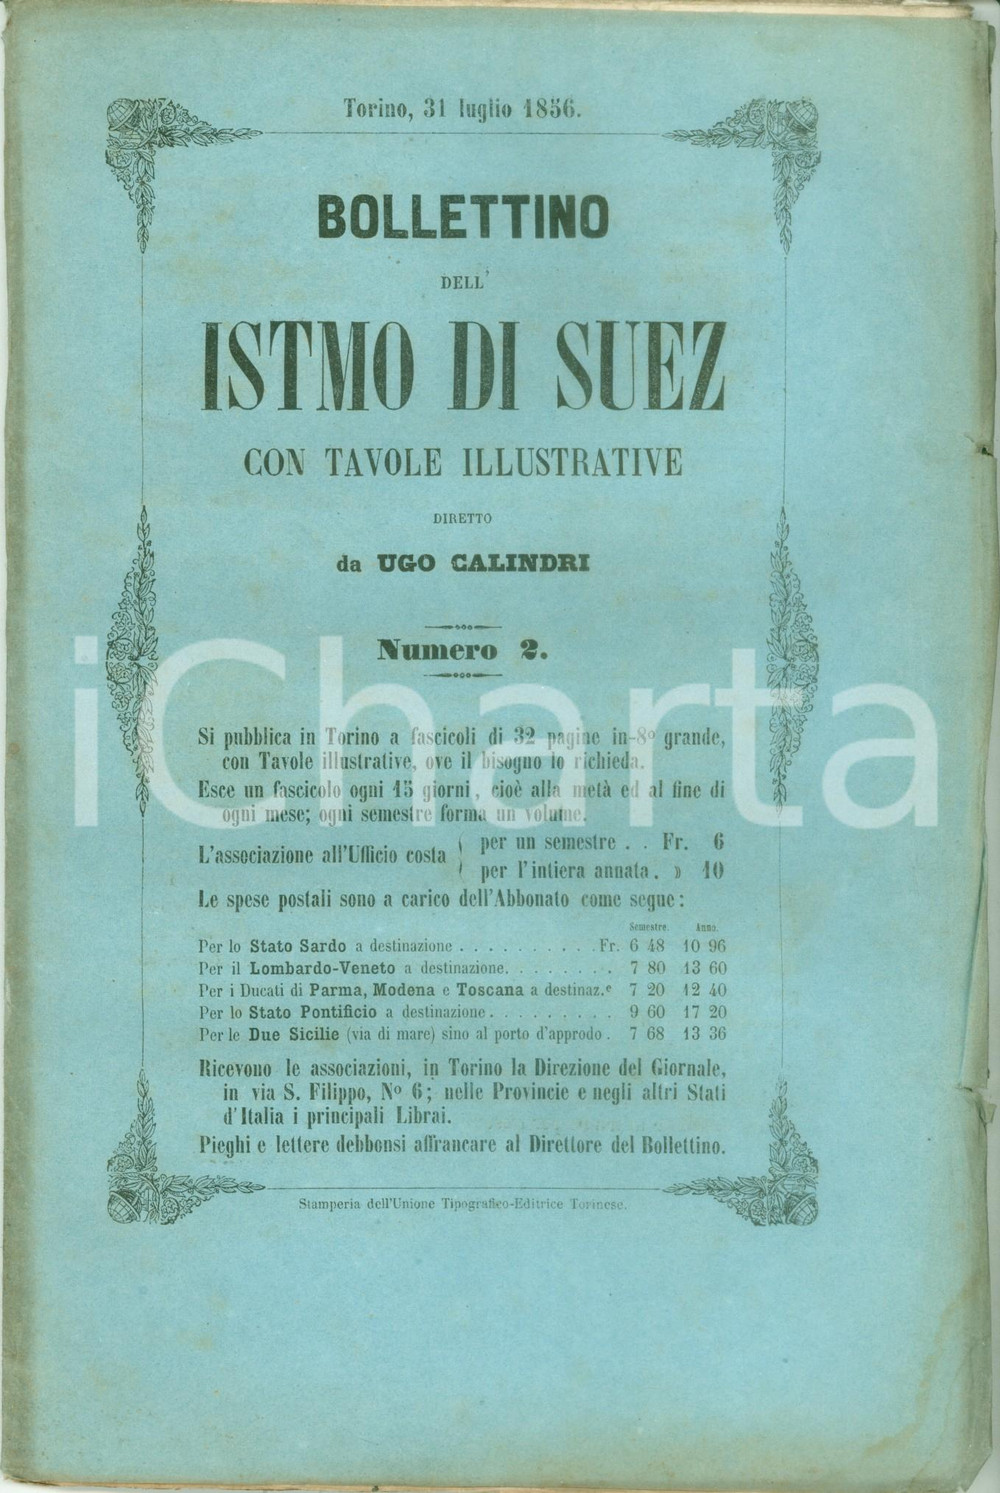 Torino, 31 luglio 1856.
BOLLETTINO
DELL'
ISTMO DI SUEZ
CON TAVOLE ILLUSTRATIVE
DIRETTO
da UGO CALINDRI
Numero 2.
iCharta
Si pubblica in Torino a fascicoli di 32 pagine in-8º grande,
con Tavole illustrative, ove il bisogno lo richieda.
Esce un fascicolo ogni 15 giorni, cioè alla metà ed al fine di
ogni mese; ogni semestre forma un volume.
L'associazione all'Ufficio costa
per un semestre . . Fr. 6
per l'intiera annata . » 10
Le spese postali sono a carico dell'Abbonato come segue:
Semestre. Anno.
Per lo Stato Sardo a destinazione . . . . . . . . . . Fr. 6 48 10 96
Per il Lombardo-Veneto a destinazione. . . . . . . . 7 80 13 60
Per i Ducati di Parma, Modena e Toscana a destinaz.e 7 20 12 40
Per lo Stato Pontificio a destinazione . . . . . . . . . 9 60 17 20
Per le Due Sicilie (via di mare) sino al porto d'approdo . 7 68 13 36
Ricevono le associazioni, in Torino la Direzione del Giornale,
in via S. Filippo, Nº 6; nelle Provincie e negli altri Stati
d'Italia i principali Librai.
Pieghi e lettere debbonsi affrancare al Direttore del Bollettino.
Stamperia dell'Unione Tipografico-Editrice Torinese.